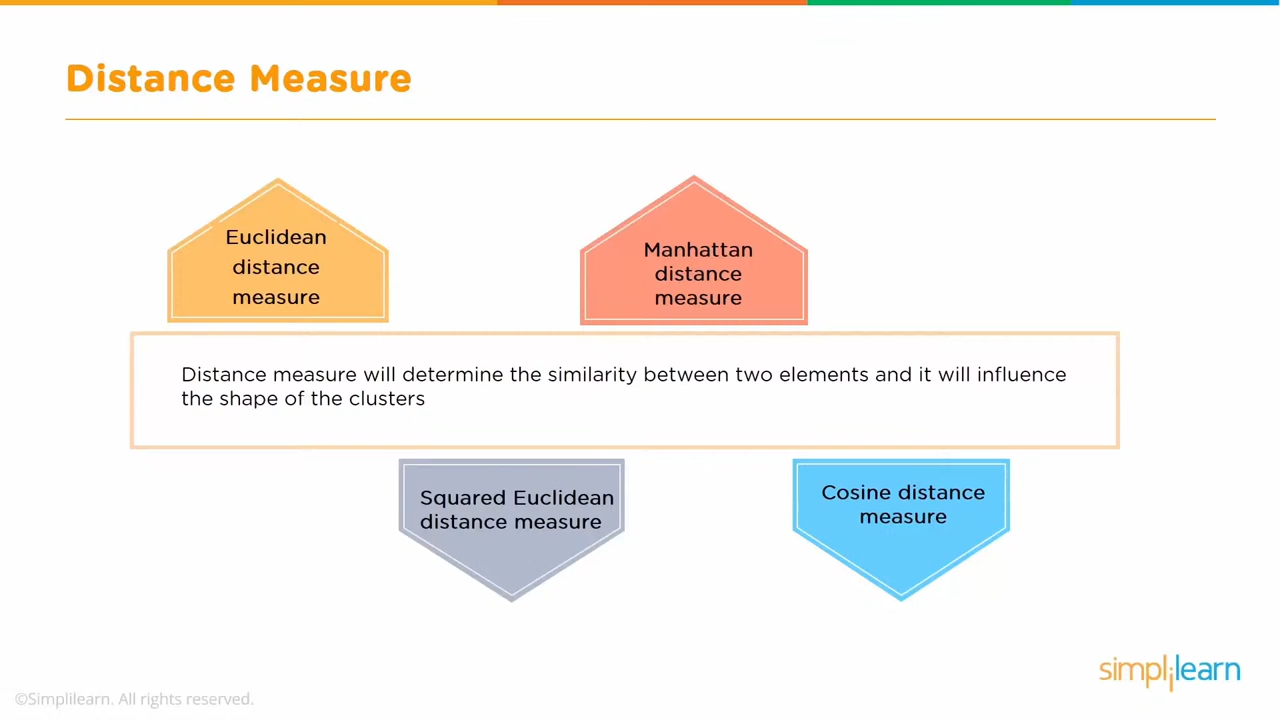 Distance Measure
Euclidean
distance
measure
Manhattan
distance
measure
Distance measure will determine the similarity between two elements and it will influence
the shape of the clusters
Squared Euclidean
distance measure
Cosine distance
measure
simplilearn
©Simplilearn. All rights reserved.